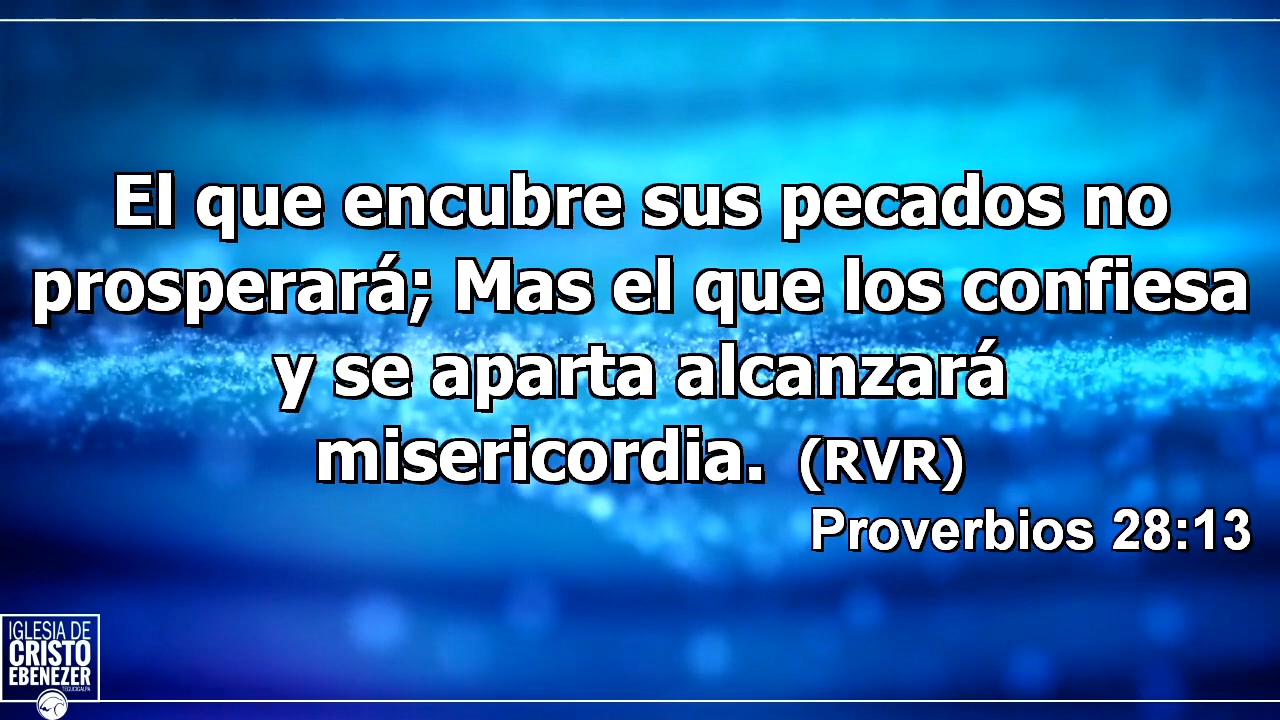 El que encubre sus pecados no
prosperará; Mas el que los confiesa
y se aparta alcanzará
misericordia. (RVR)
Proverbios 28:13
IGLESIA DE
CRISTO
EBENEZER
TEGUCIGALPA